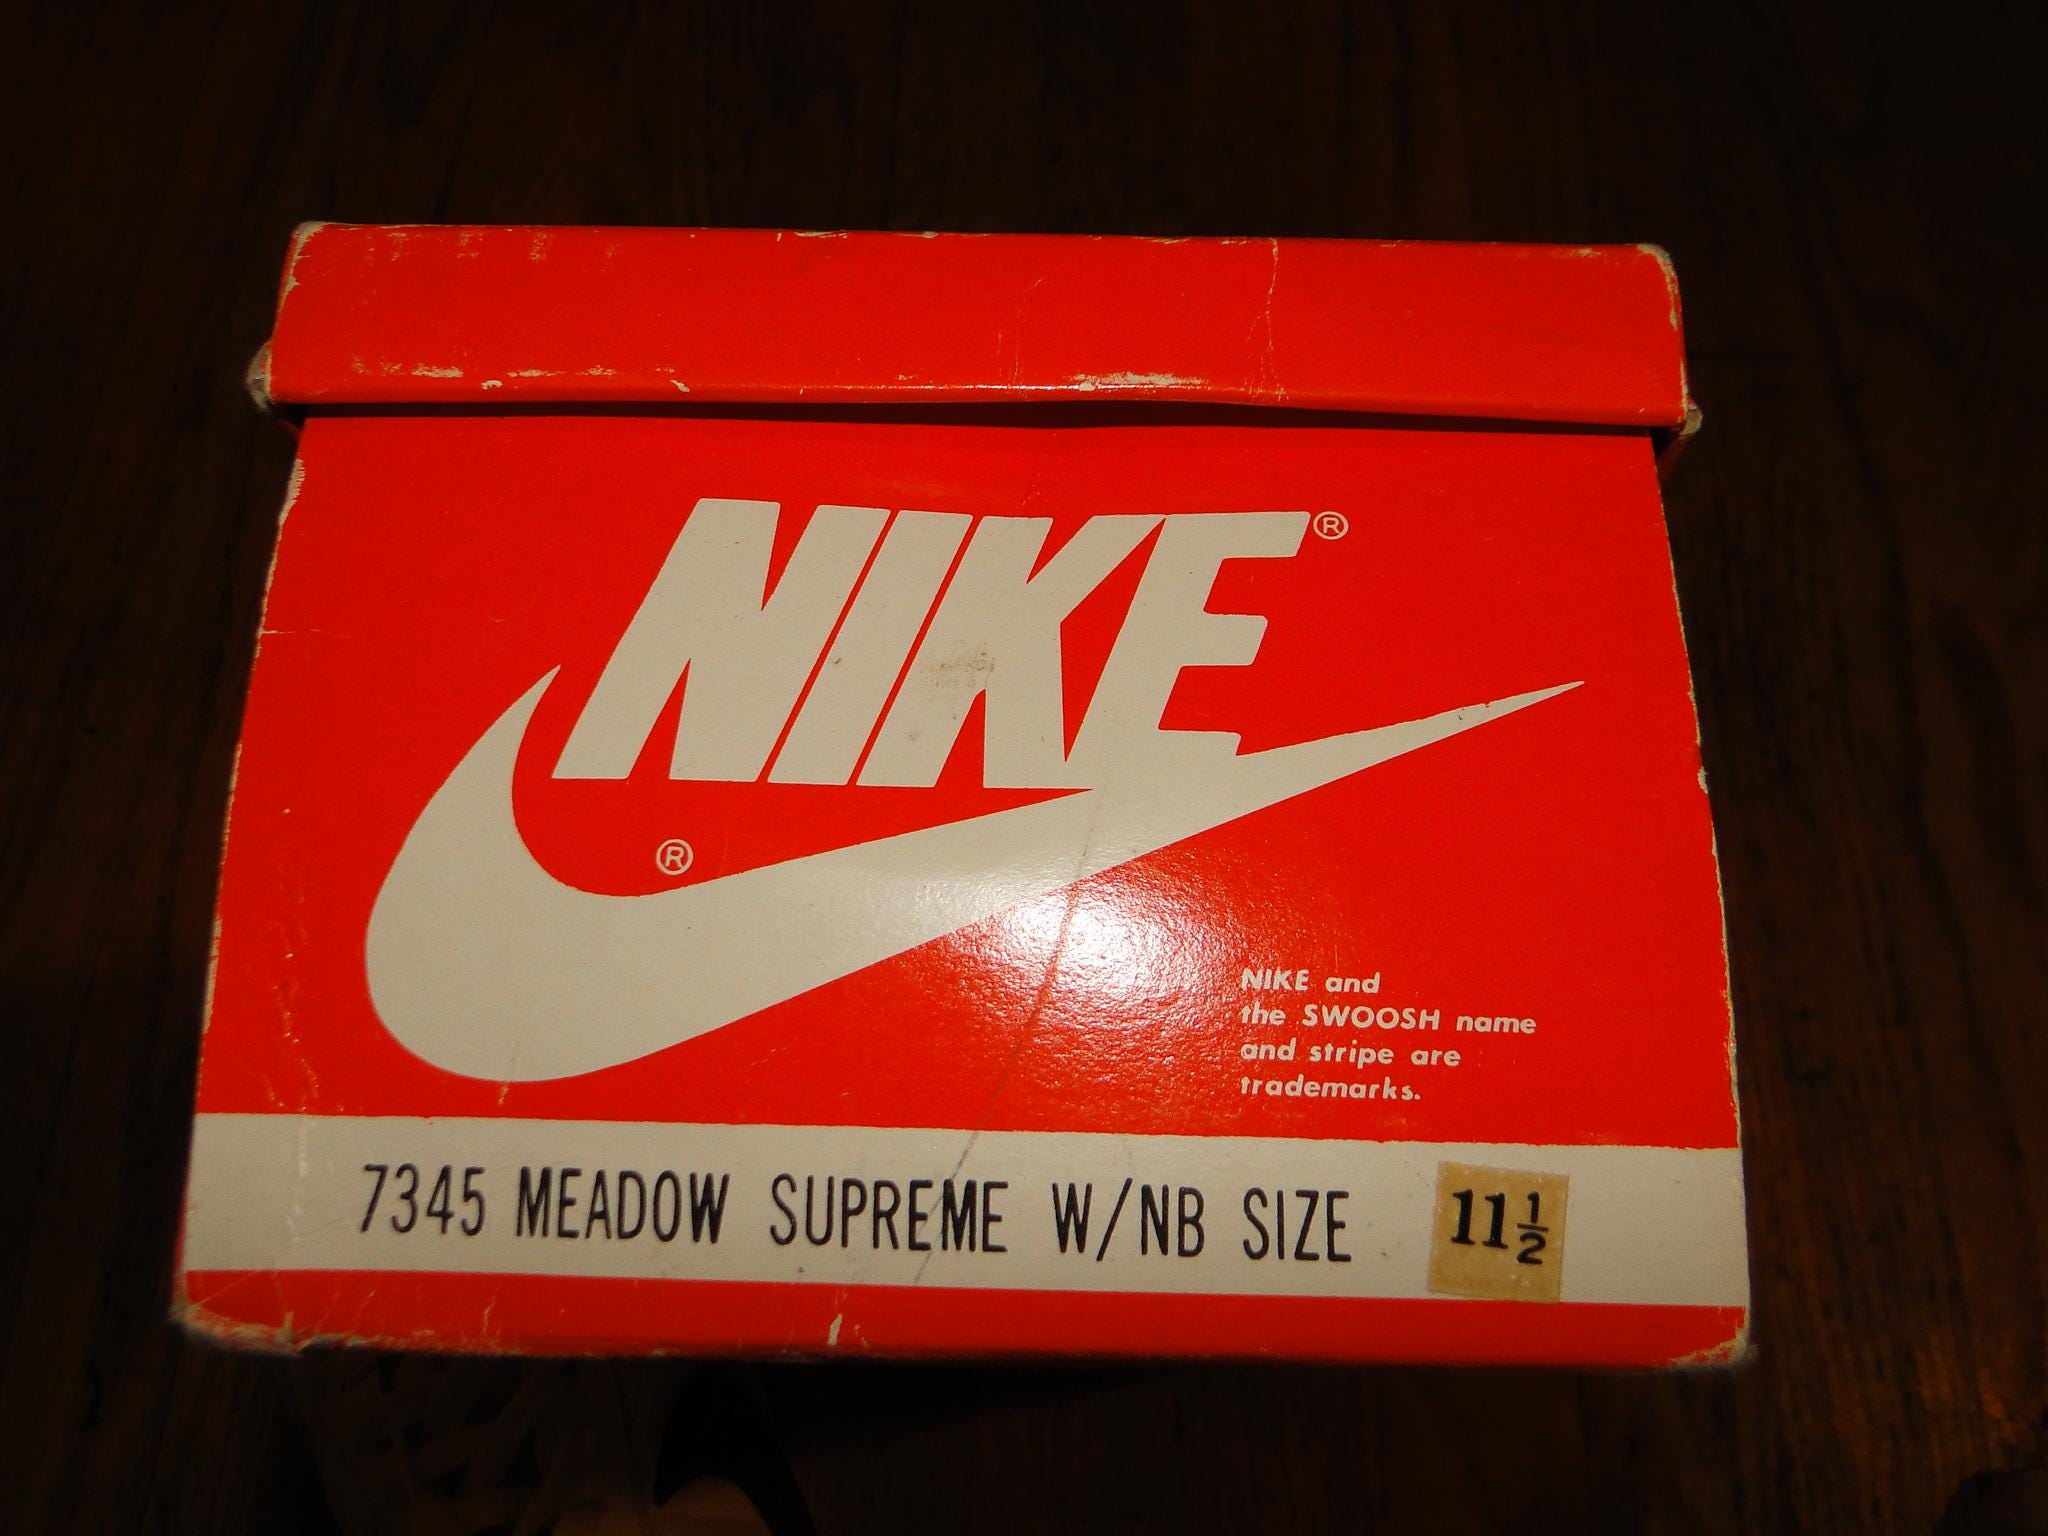 NIKE®
®
NIKE and
the SWOOSH name
and stripe are
trademarks.
7345 MEADOW SUPREME W/NB SIZE 11½